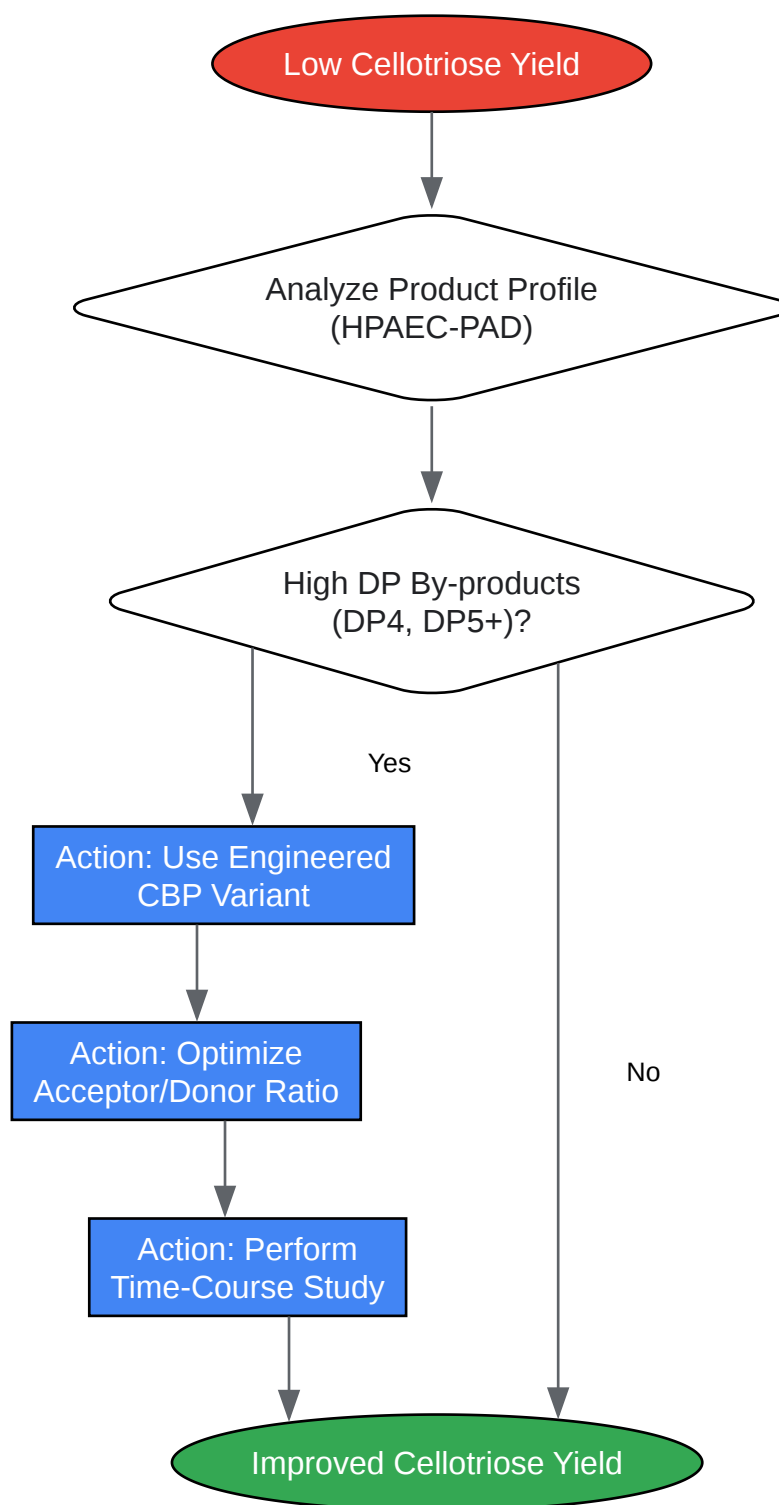 Low Cellotriose Yield
Analyze Product Profile
(HPAEC-PAD)
High DP By-products
(DP4, DP5+)?
Yes
Action: Use Engineered
CBP Variant
Action: Optimize
Acceptor/Donor Ratio
No
Action: Perform
Time-Course Study
Improved Cellotriose Yield